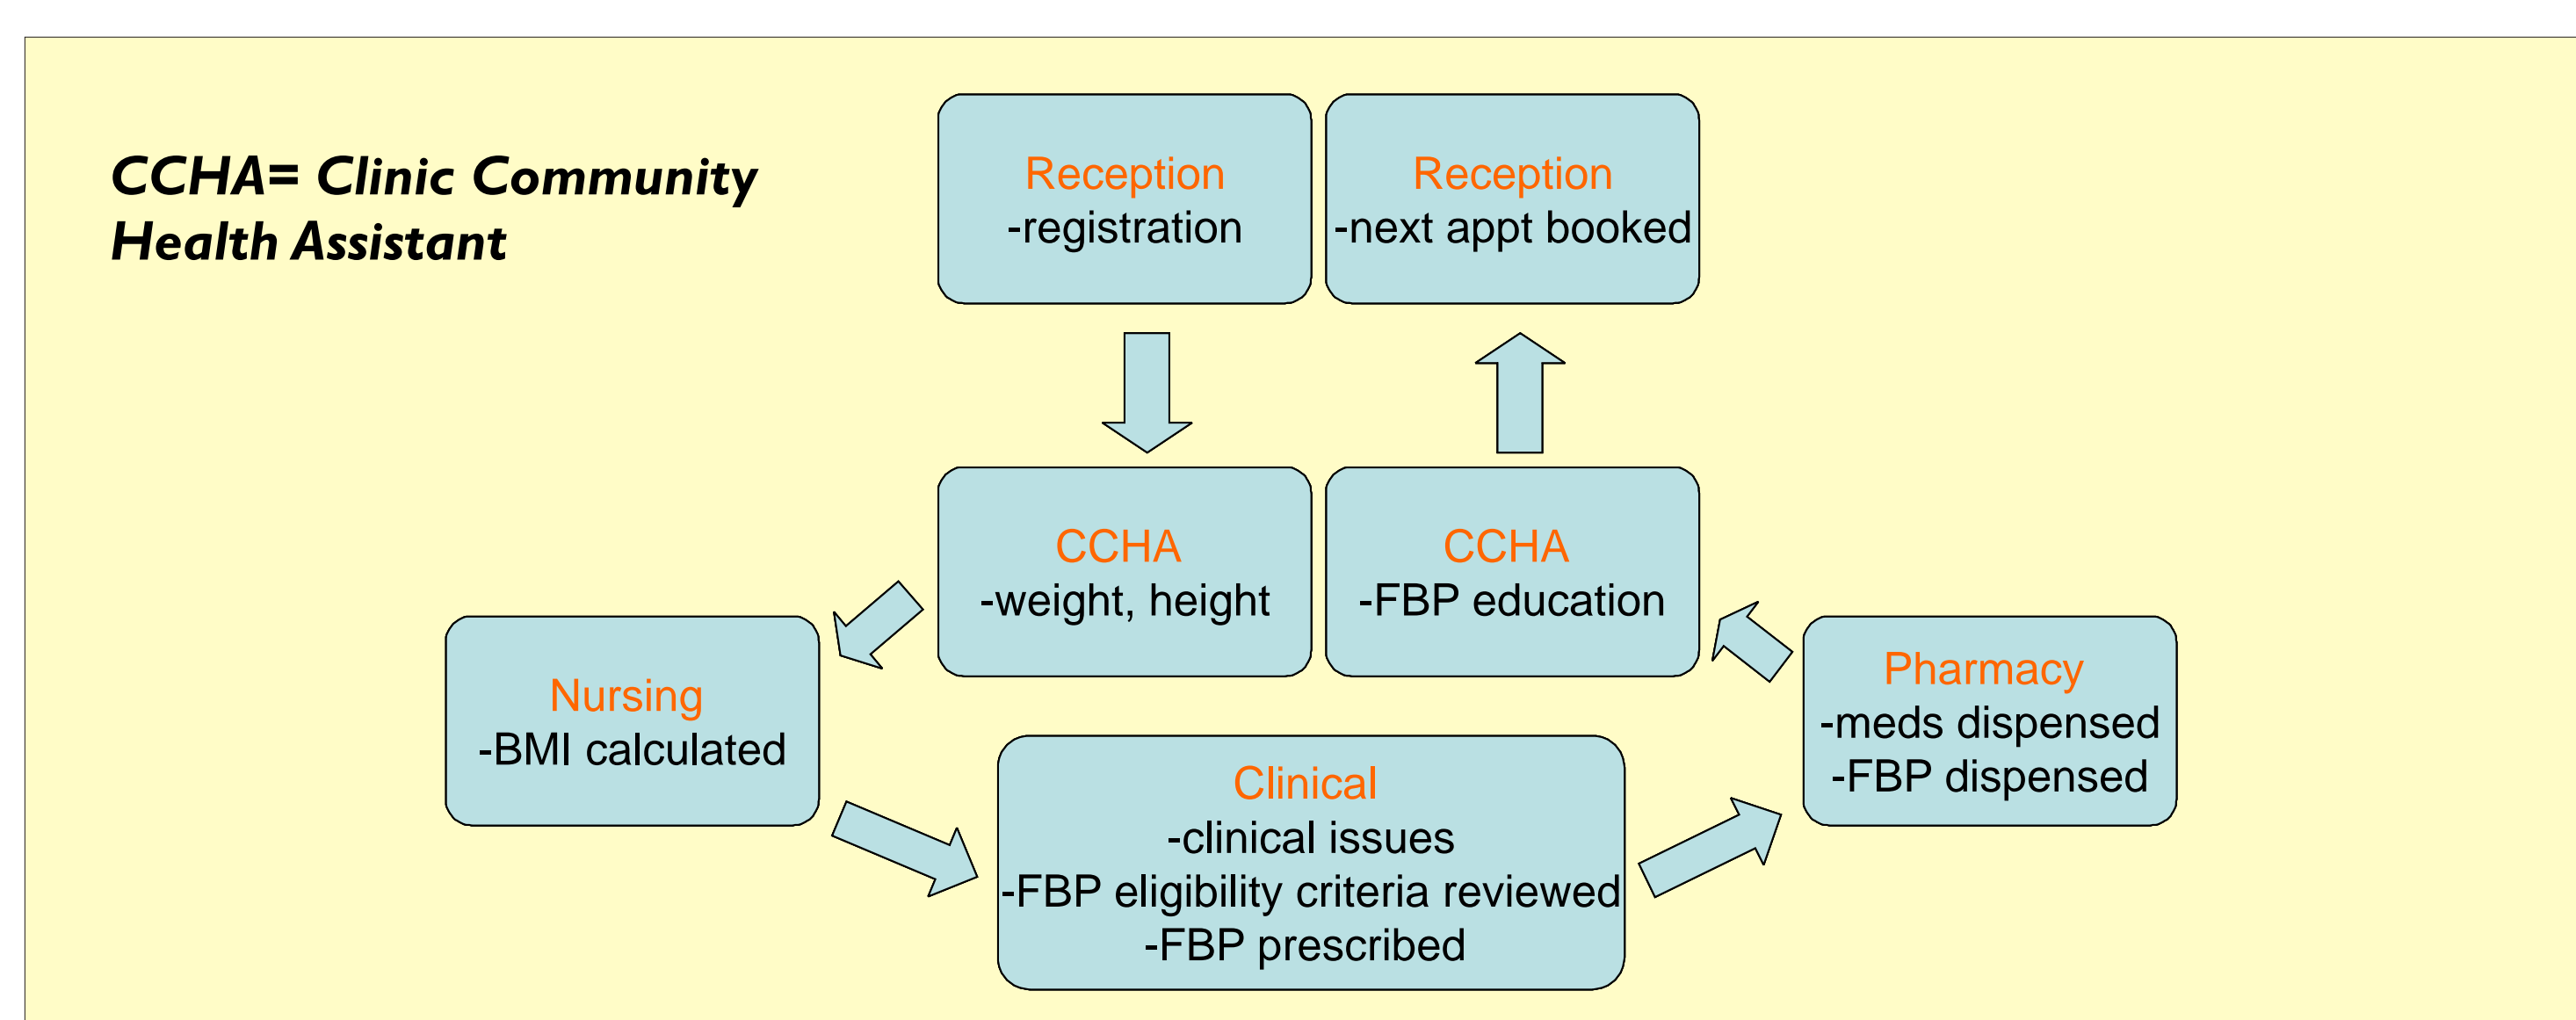 CCHA= Clinic Community
Health Assistant
Reception
-registration
Reception
-next appt booked
CCHA
-weight, height
CCHA
-FBP education
Nursing
-BMI calculated
Clinical
-clinical issues
-FBP eligibility criteria reviewed
-FBP prescribed
Pharmacy
-meds dispensed
-FBP dispensed